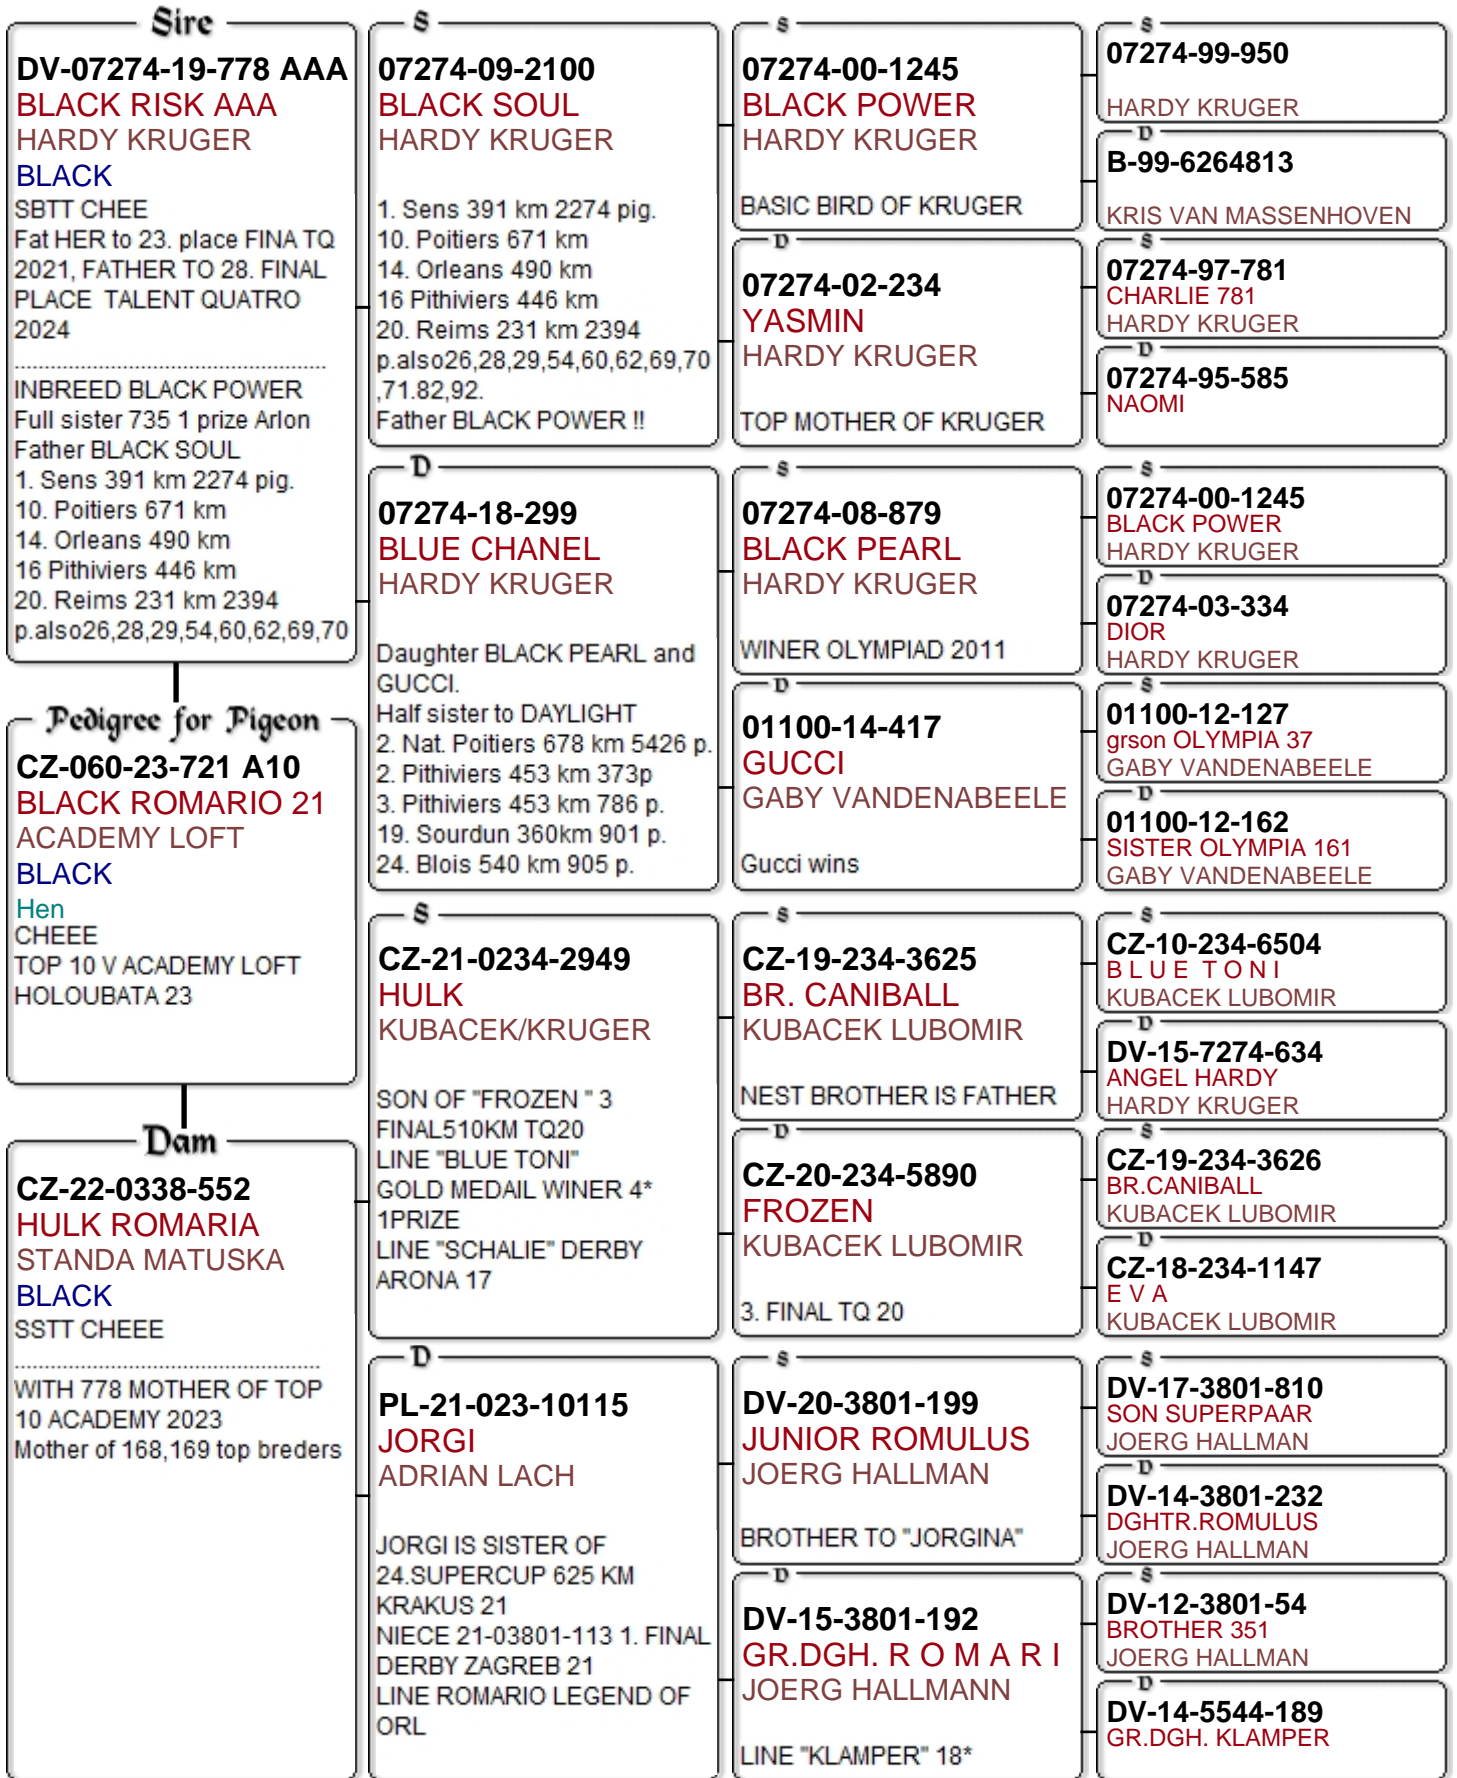 Sire
DV-07274-19-778 AAA
BLACK RISK AAA
HARDY KRUGER
BLACK
SBTT CHEE
Fat HER to 23. place FINA TQ
2021, FATHER TO 28. FINAL
PLACE  TALENT QUATRO
2024
....................................................
INBREED BLACK POWER
Full sister 735 1 prize Arlon
Father BLACK SOUL
1. Sens 391 km 2274 pig.
10. Poitiers 671 km
14. Orleans 490 km
16 Pithiviers 446 km
20. Reims 231 km 2394
p.also26,28,29,54,60,62,69,70
Pedigree for Pigeon
CZ-060-23-721 A10
BLACK ROMARIO 21
ACADEMY LOFT
BLACK
Hen
CHEEE
TOP 10 V ACADEMY LOFT
HOLOUBATA 23
Dam
CZ-22-0338-552
HULK ROMARIA
STANDA MATUSKA
BLACK
SSTT CHEEE
...................................................
WITH 778 MOTHER OF TOP
10 ACADEMY 2023
Mother of 168,169 top breders
S
07274-09-2100
BLACK SOUL
HARDY KRUGER
1. Sens 391 km 2274 pig.
10. Poitiers 671 km
14. Orleans 490 km
16 Pithiviers 446 km
20. Reims 231 km 2394
p.also26,28,29,54,60,62,69,70
,71.82,92.
Father BLACK POWER !!
D
07274-18-299
BLUE CHANEL
HARDY KRUGER
Daughter BLACK PEARL and
GUCCI.
Half sister to DAYLIGHT
2. Nat. Poitiers 678 km 5426 p.
2. Pithiviers 453 km 373p
3. Pithiviers 453 km 786 p.
19. Sourdun 360km 901 p.
24. Blois 540 km 905 p.
S
CZ-21-0234-2949
HULK
KUBACEK/KRUGER
SON OF "FROZEN " 3
FINAL510KM TQ20
LINE "BLUE TONI"
GOLD MEDAIL WINER 4*
1PRIZE
LINE "SCHALIE" DERBY
ARONA 17
D
PL-21-023-10115
JORGI
ADRIAN LACH
JORGI IS SISTER OF
24.SUPERCUP 625 KM
KRAKUS 21
NIECE 21-03801-113 1. FINAL
DERBY ZAGREB 21
LINE ROMARIO LEGEND OF
ORL
S
07274-00-1245
BLACK POWER
HARDY KRUGER
BASIC BIRD OF KRUGER
D
07274-02-234
YASMIN
HARDY KRUGER
TOP MOTHER OF KRUGER
S
07274-08-879
BLACK PEARL
HARDY KRUGER
WINER OLYMPIAD 2011
D
01100-14-417
GUCCI
GABY VANDENABEELE
Gucci wins
S
CZ-19-234-3625
BR. CANIBALL
KUBACEK LUBOMIR
NEST BROTHER IS FATHER
D
CZ-20-234-5890
FROZEN
KUBACEK LUBOMIR
3. FINAL TQ 20
S
DV-20-3801-199
JUNIOR ROMULUS
JOERG HALLMAN
BROTHER TO "JORGINA"
D
DV-15-3801-192
GR.DGH. R O M A R I
JOERG HALLMANN
LINE "KLAMPER" 18*
S
07274-99-950
HARDY KRUGER
D
B-99-6264813
KRIS VAN MASSENHOVEN
S
07274-97-781
CHARLIE 781
HARDY KRUGER
D
07274-95-585
NAOMI
S
07274-00-1245
BLACK POWER
HARDY KRUGER
D
07274-03-334
DIOR
HARDY KRUGER
S
01100-12-127
grson OLYMPIA 37
GABY VANDENABEELE
D
01100-12-162
SISTER OLYMPIA 161
GABY VANDENABEELE
S
CZ-10-234-6504
B L U E  T O N I
KUBACEK LUBOMIR
D
DV-15-7274-634
ANGEL HARDY
HARDY KRUGER
S
CZ-19-234-3626
BR.CANIBALL
KUBACEK LUBOMIR
D
CZ-18-234-1147
E V A
KUBACEK LUBOMIR
S
DV-17-3801-810
SON SUPERPAAR
JOERG HALLMAN
D
DV-14-3801-232
DGHTR.ROMULUS
JOERG HALLMAN
S
DV-12-3801-54
BROTHER 351
JOERG HALLMAN
D
DV-14-5544-189
GR.DGH. KLAMPER